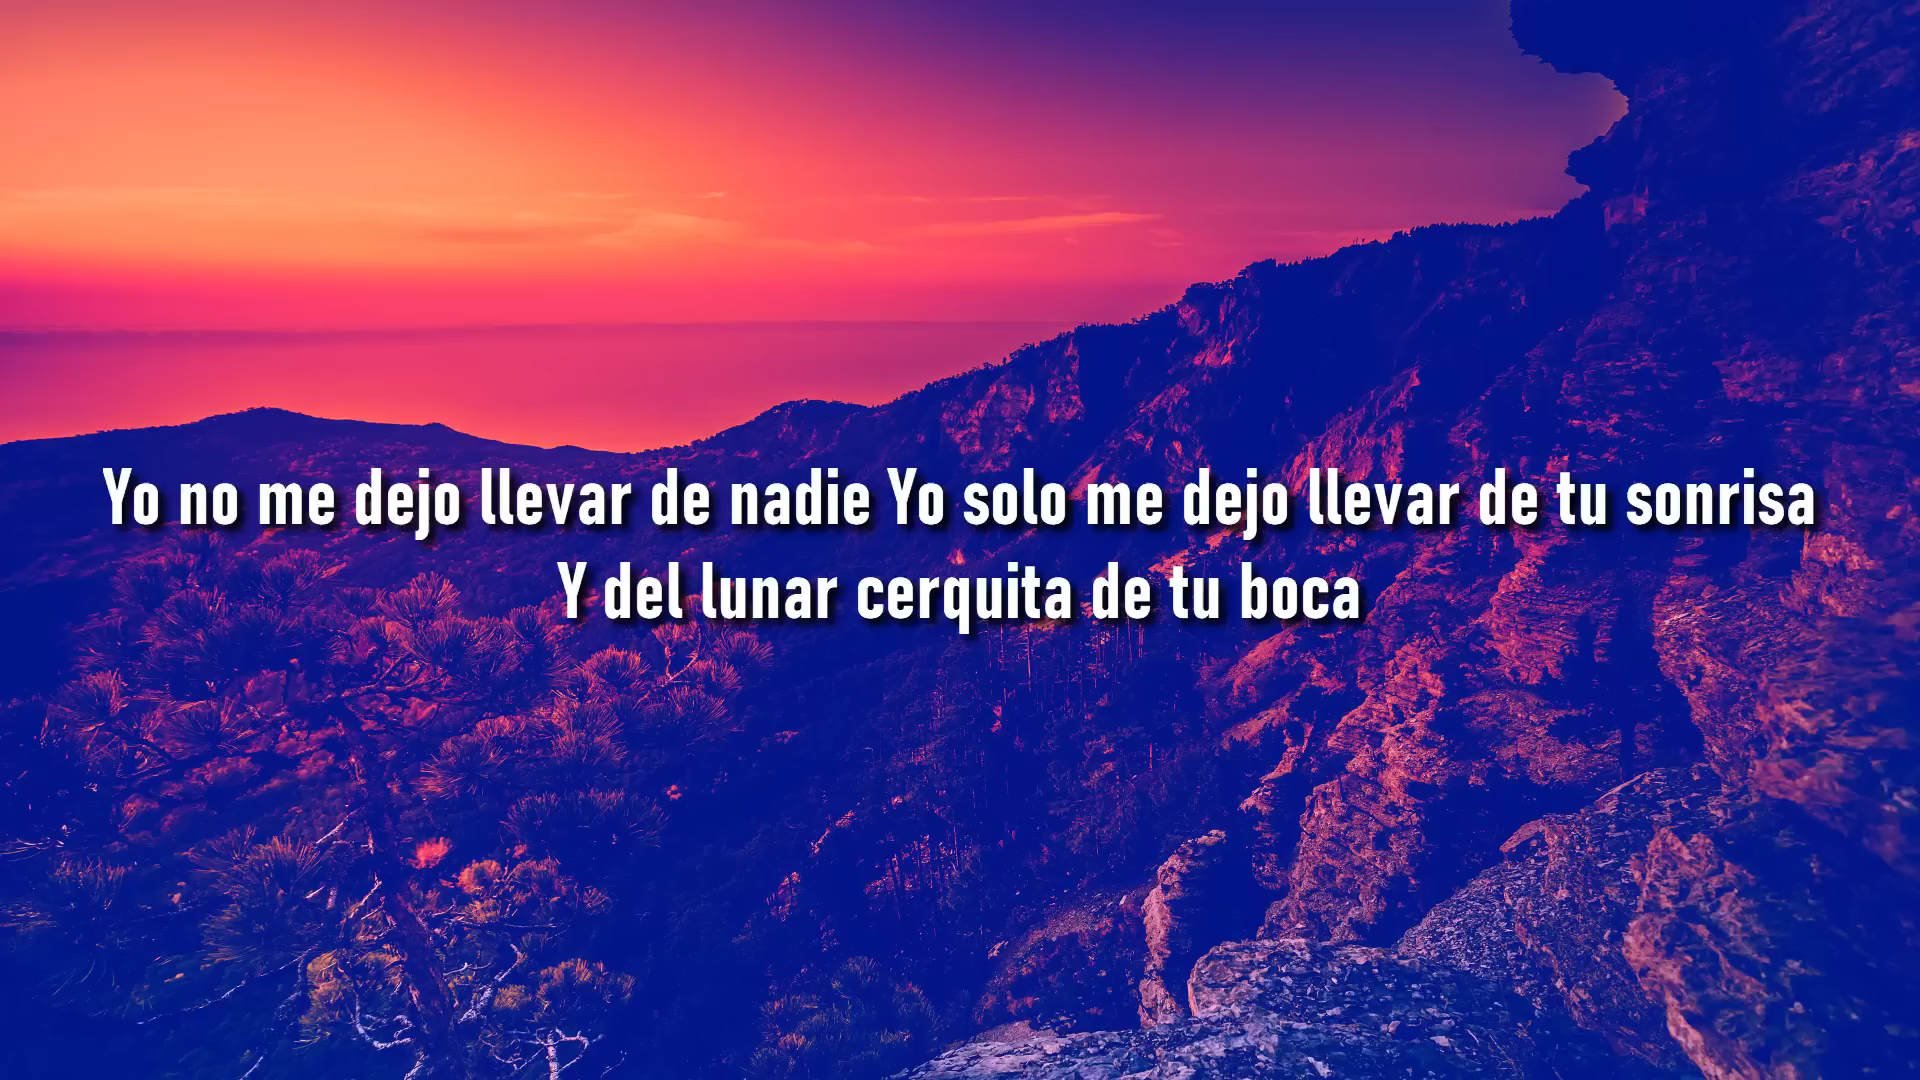 Yo no me dejo llevar de nadie Yo solo me dejo llevar de tu sonrisa
Y del lunar cerquita de tu boca